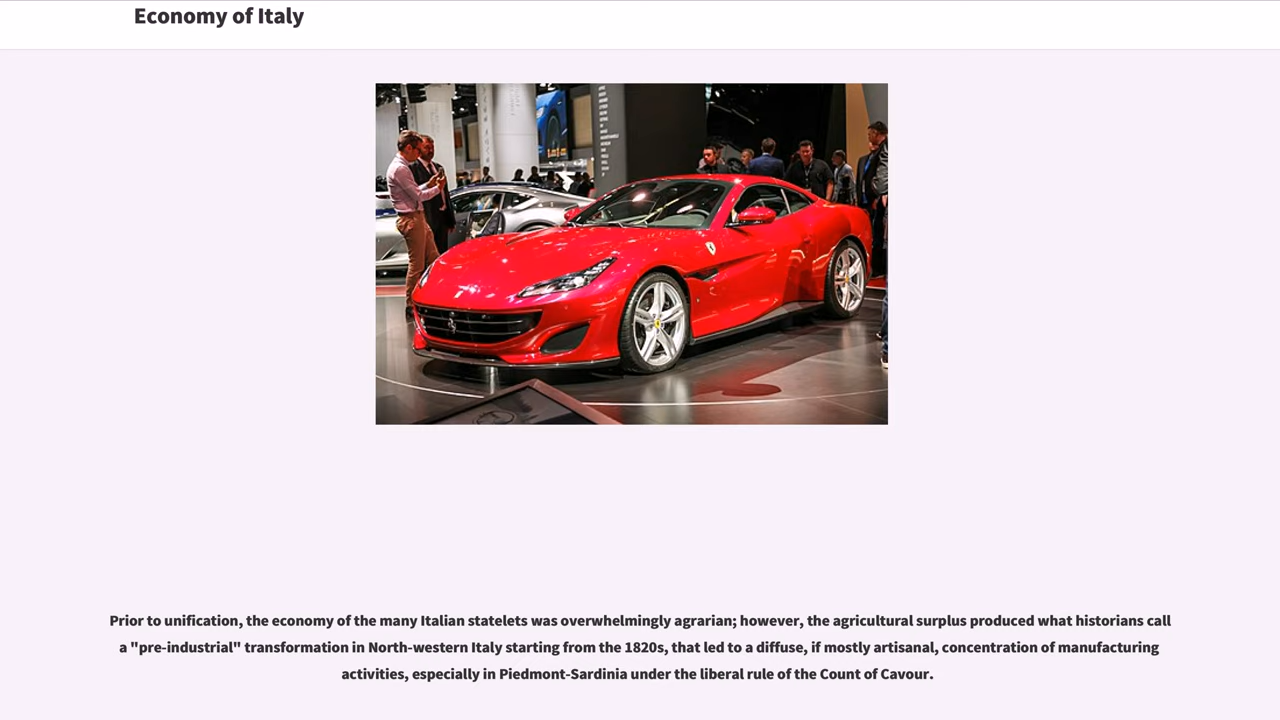 Economy of Italy
Prior to unification, the economy of the many Italian statelets was overwhelmingly agrarian; however, the agricultural surplus produced what historians call
a "pre-industrial" transformation in North-western Italy starting from the 1820s, that led to a diffuse, if mostly artisanal, concentration of manufacturing
activities, especially in Piedmont-Sardinia under the liberal rule of the Count of Cavour.